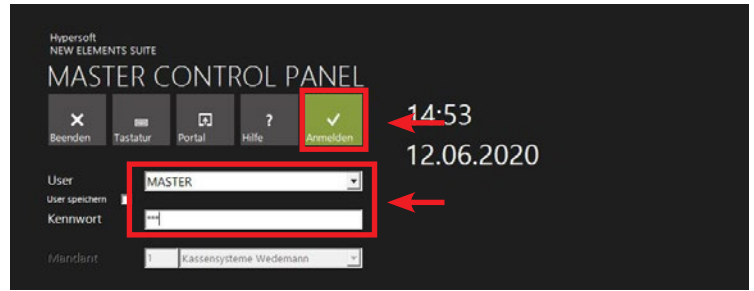 Hypersoft
NEW ELEMENTS SUITE
MASTER CONTROL PANEL
Beenden Tastatur Portal ? Hilfe Anmelden
14:53
12.06.2020
User MASTER
User speichern
Kennwort ***
Mandant 1 Kassensysteme Wedemann